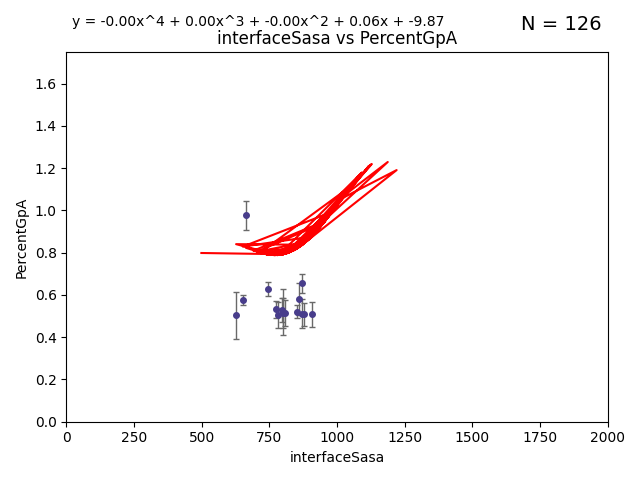 y = -0.00x^4 + 0.00x^3 + -0.00x^2 + 0.06x + -9.87
N = 126
interfaceSasa vs PercentGpA
PercentGpA
1.6
1.4
1.2
1.0
0.8
0.6
0.4
0.2
0.0
0 250 500 750 1000 1250 1500 1750 2000
interfaceSasa